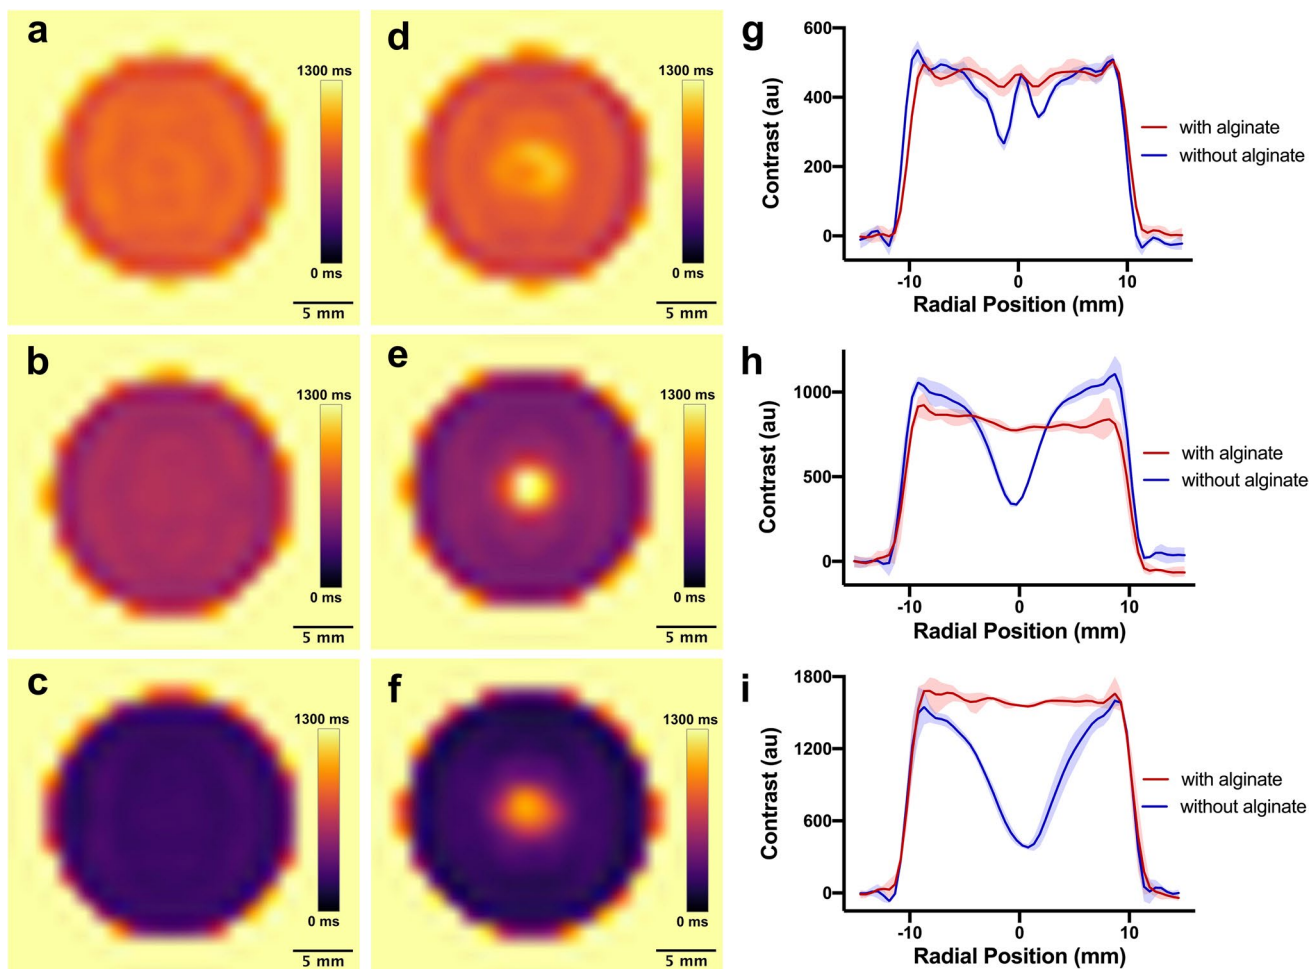 a
1300 ms
0 ms
5 mm
d
1300 ms
0 ms
5 mm
g
600
400
200
0
-10
0
10
Contrast (au)
Radial Position (mm)
with alginate
without alginate
b
1300 ms
0 ms
5 mm
e
1300 ms
0 ms
5 mm
h
1000
500
0
-10
0
10
Contrast (au)
Radial Position (mm)
with alginate
without alginate
c
1300 ms
0 ms
5 mm
f
1300 ms
0 ms
5 mm
i
1800
1200
600
0
-10
0
10
Contrast (au)
Radial Position (mm)
with alginate
without alginate